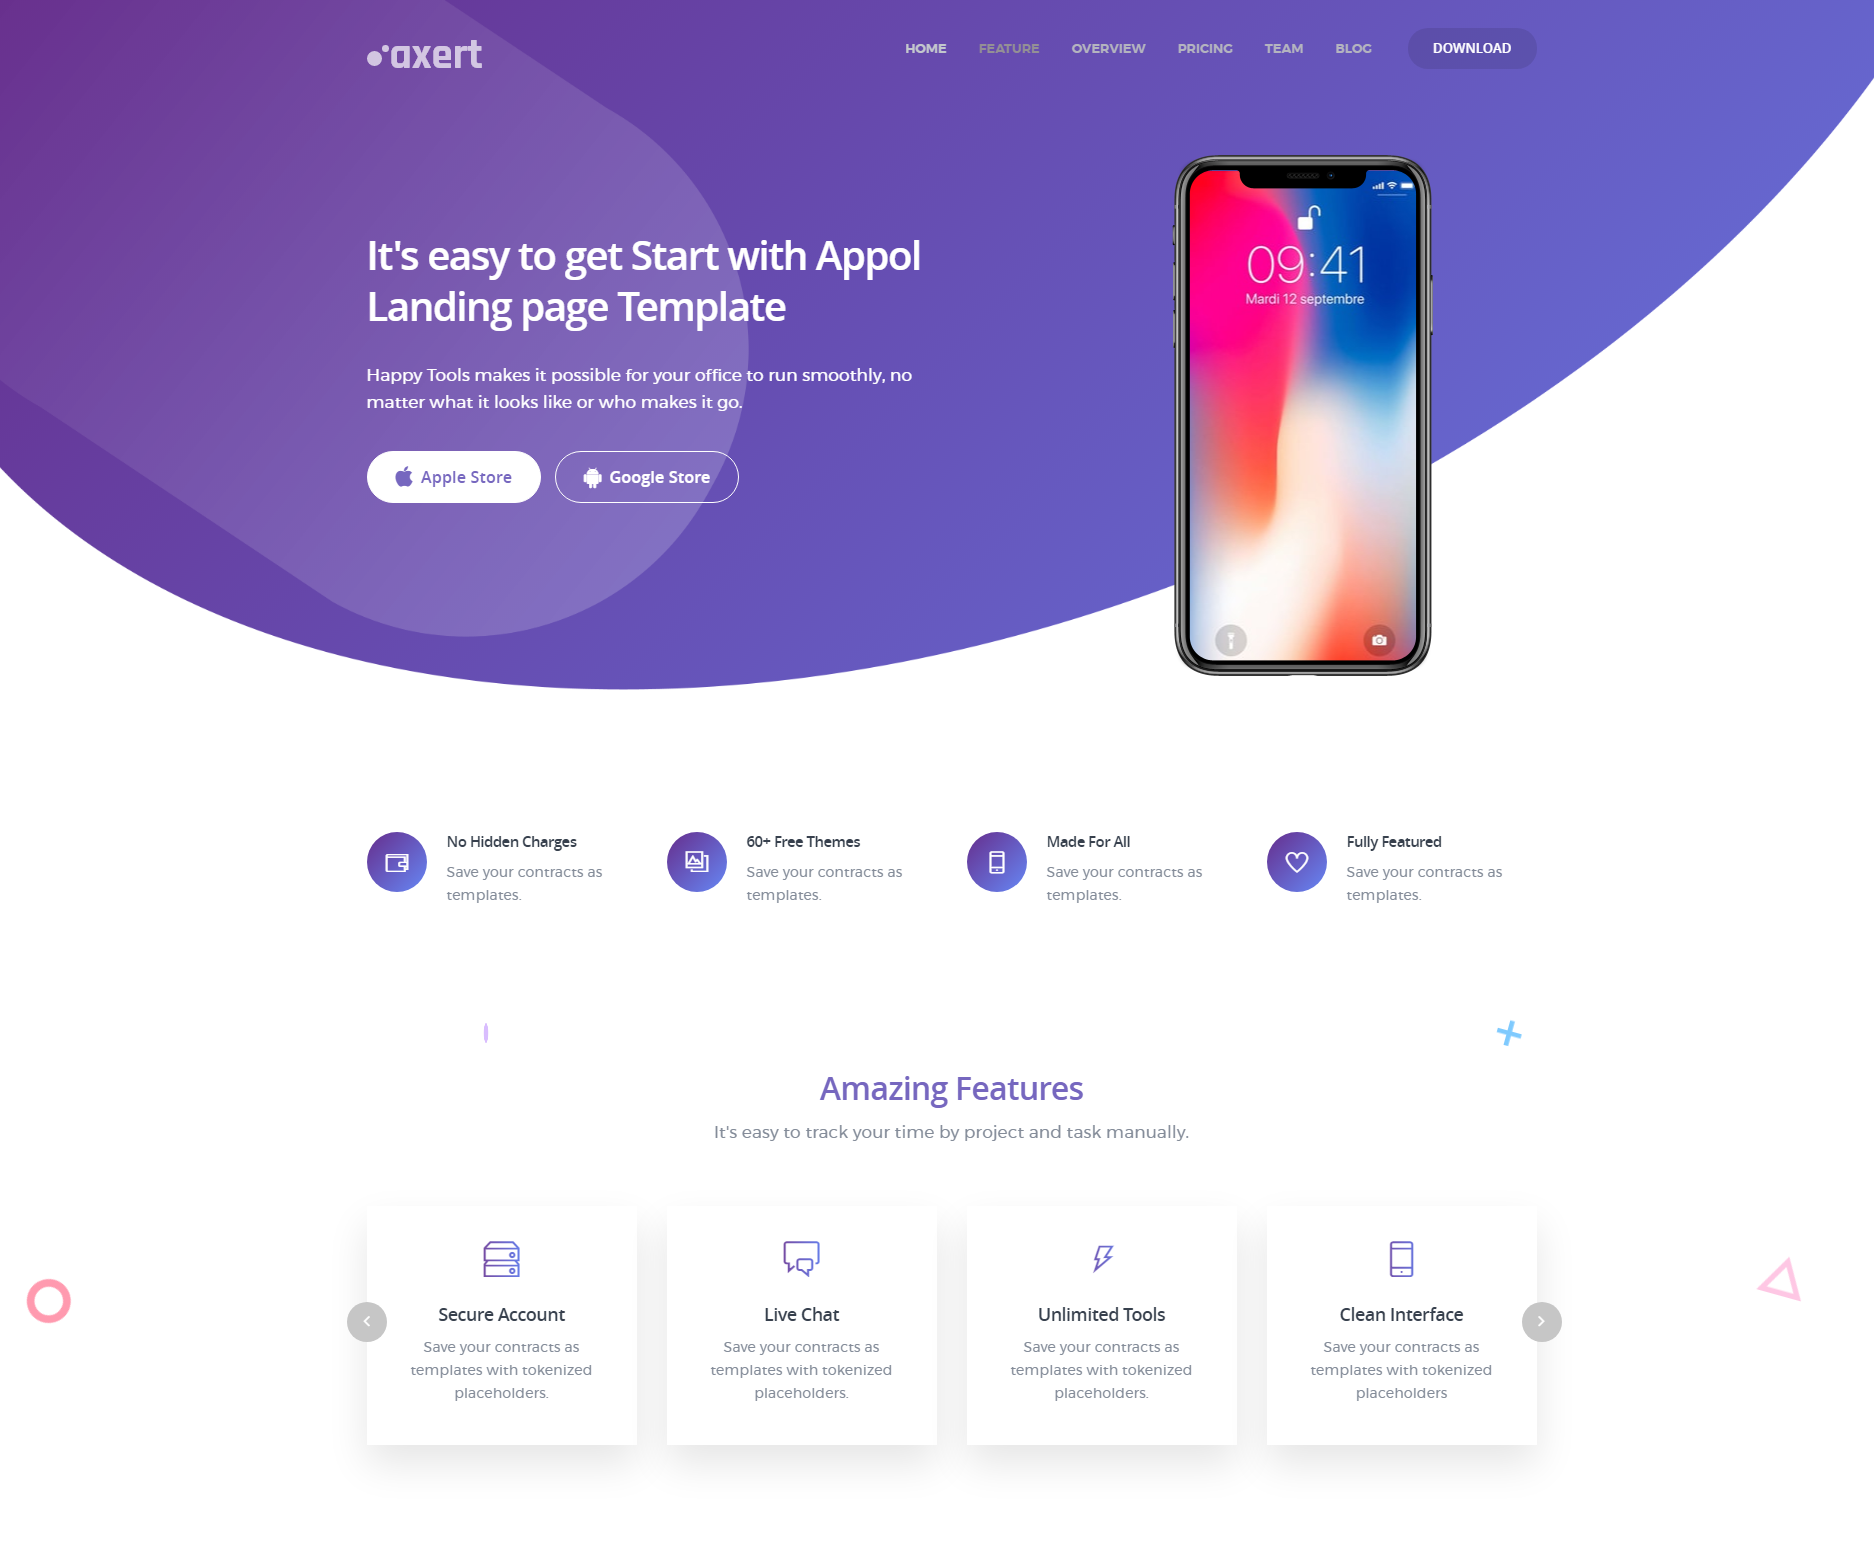 axert
HOME FEATURE OVERVIEW PRICING TEAM BLOG DOWNLOAD
It's easy to get Start with Appol
Landing page Template
Happy Tools makes it possible for your office to run smoothly, no
matter what it looks like or who makes it go.
Apple Store Google Store
09:41
Mardi 12 septembre
No Hidden Charges
Save your contracts as
templates.
60+ Free Themes
Save your contracts as
templates.
Made For All
Save your contracts as
templates.
Fully Featured
Save your contracts as
templates.
Amazing Features
It's easy to track your time by project and task manually.
Secure Account
Save your contracts as
templates with tokenized
placeholders.
Live Chat
Save your contracts as
templates with tokenized
placeholders.
Unlimited Tools
Save your contracts as
templates with tokenized
placeholders.
Clean Interface
Save your contracts as
templates with tokenized
placeholders